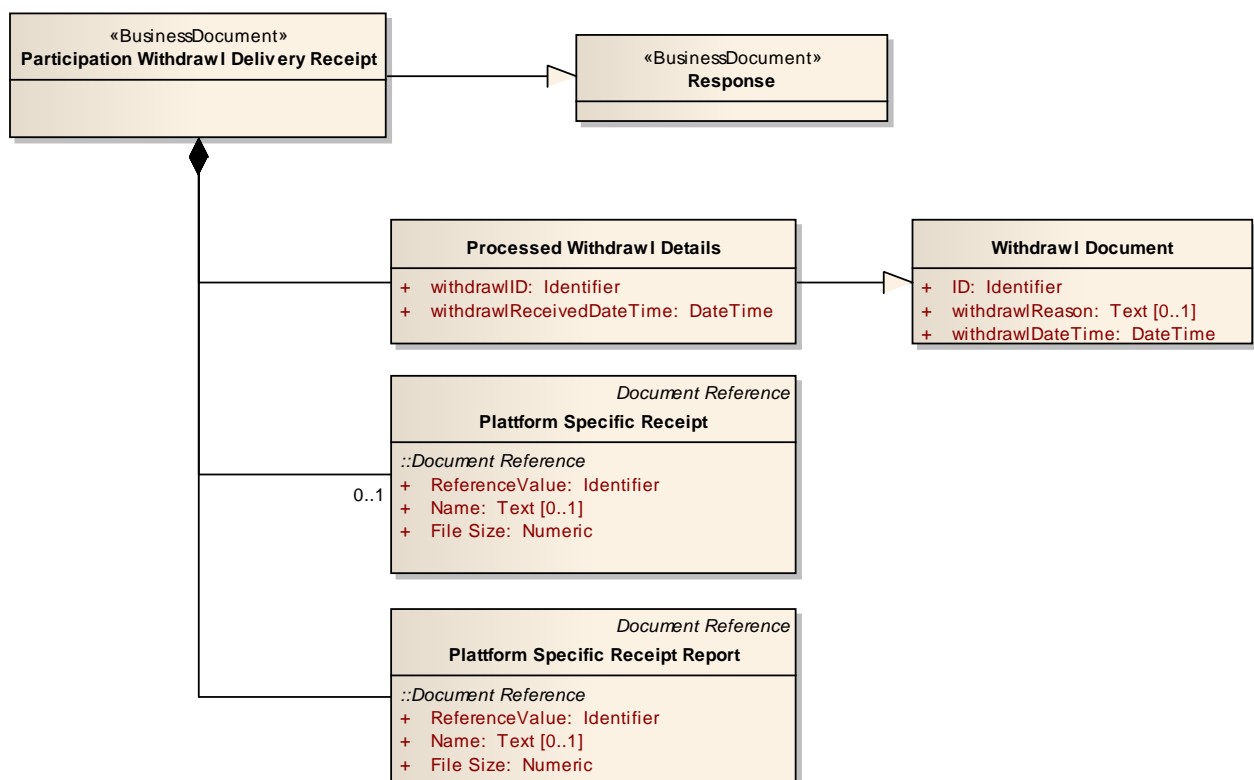 «BusinessDocument»
Participation Withdrawl Delivery Receipt
«BusinessDocument»
Response
Processed Withdrawl Details
+ withdrawlID: Identifier
+ withdrawlReceivedDateTime: DateTime
Withdrawl Document
+ ID: Identifier
+ withdrawlReason: Text [0..1]
+ withdrawlDateTime: DateTime
Document Reference
Plattform Specific Receipt
::Document Reference
+ ReferenceValue: Identifier
+ Name: Text [0..1]
+ File Size: Numeric
0..1
Document Reference
Plattform Specific Receipt Report
::Document Reference
+ ReferenceValue: Identifier
+ Name: Text [0..1]
+ File Size: Numeric